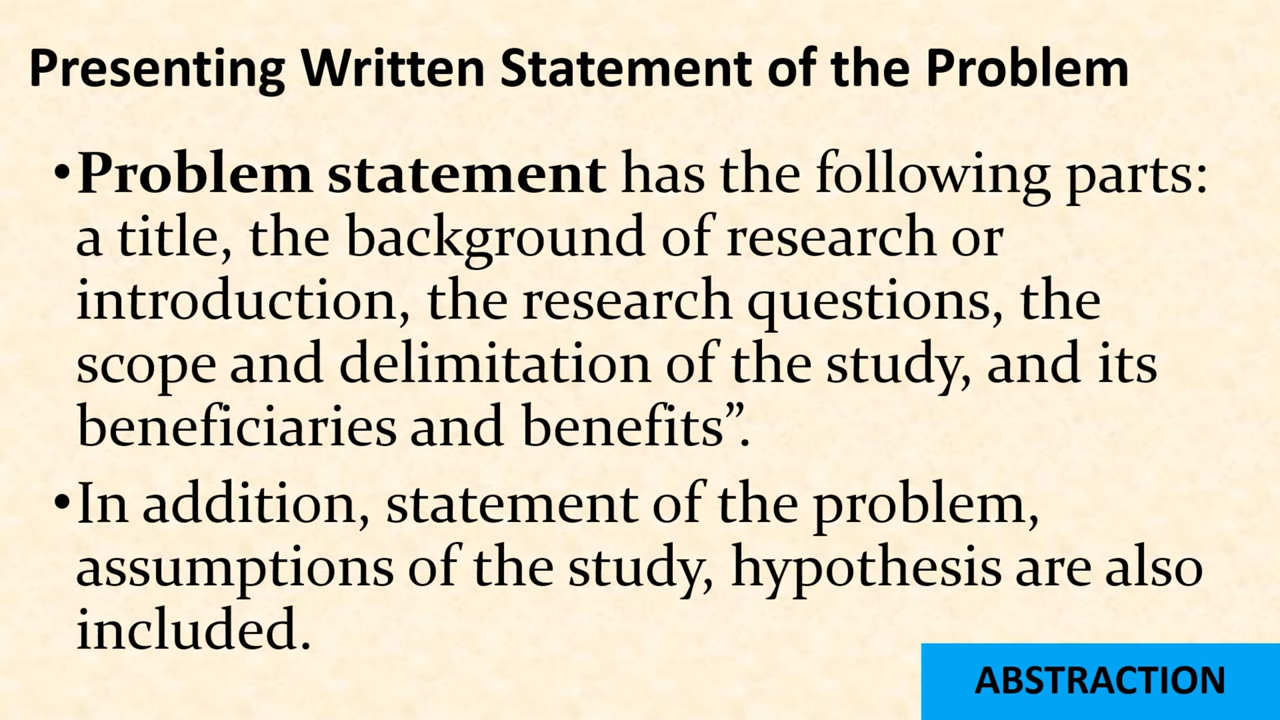 Presenting Written Statement of the Problem
•Problem statement has the following parts:
a title, the background of research or
introduction, the research questions, the
scope and delimitation of the study, and its
beneficiaries and benefits”.
•In addition, statement of the problem,
assumptions of the study, hypothesis are also
included.
ABSTRACTION